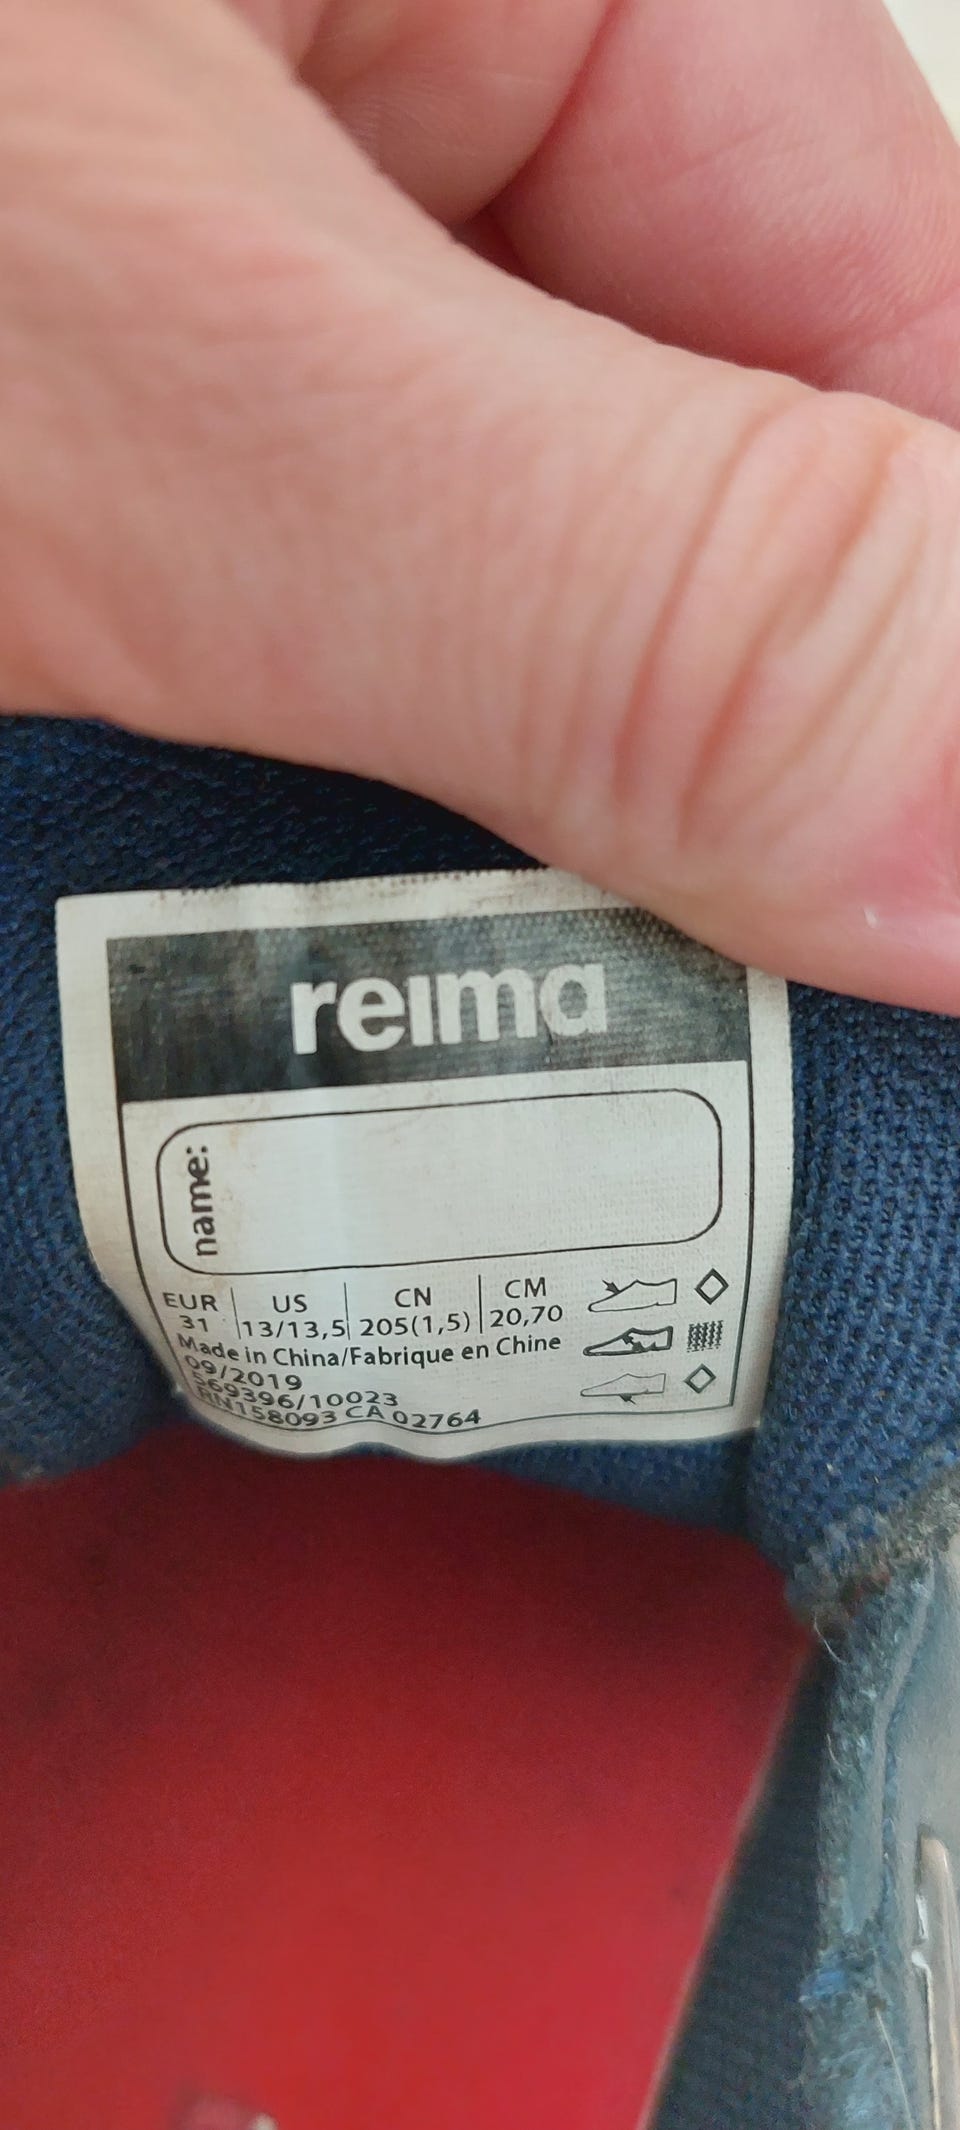 reima
name:
EUR US CN CM
31 13/13,5 205(1,5) 20,70
Made in China/Fabrique en Chine
09/2019
569396/10023
RN158093 CA 02764